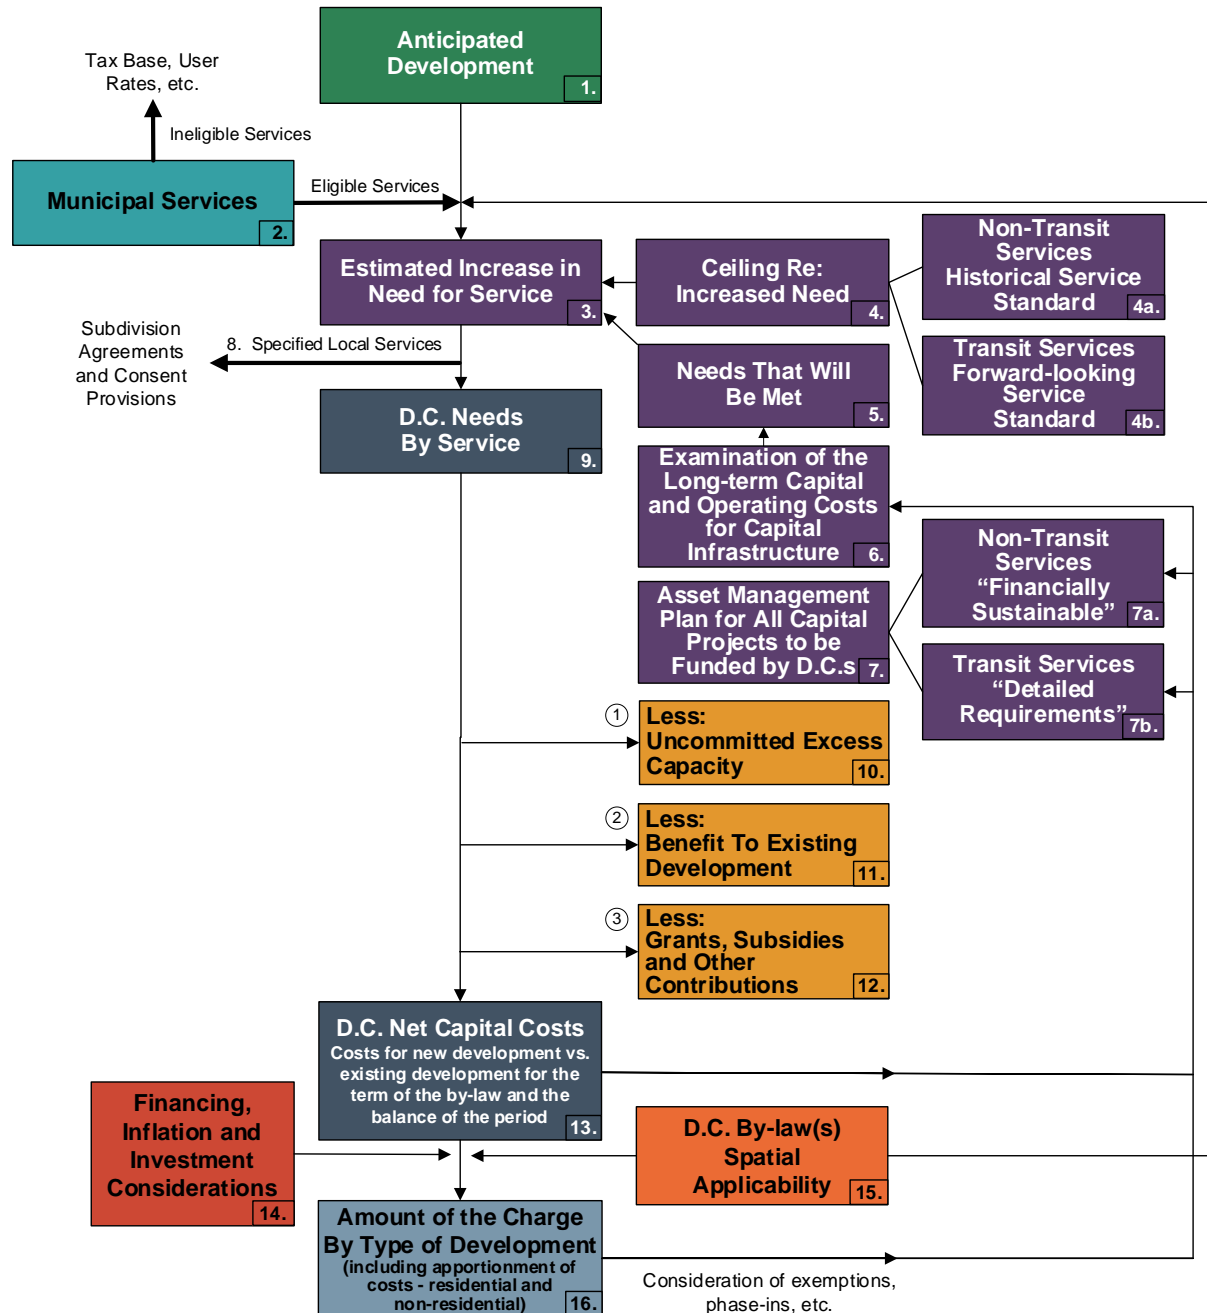 Anticipated
Development
1.
Tax Base, User
Rates, etc.
Ineligible Services
Municipal Services
2.
Eligible Services
Estimated Increase in
Need for Service
3.
Ceiling Re:
Increased Need
4.
Non-Transit
Services
Historical Service
Standard
4a.
Transit Services
Forward-looking
Service
Standard
4b.
Needs That Will
Be Met
5.
Subdivision
Agreements
and Consent
Provisions
8. Specified Local Services
D.C. Needs
By Service
9.
Examination of the
Long-term Capital
and Operating Costs
for Capital
Infrastructure
6.
Asset Management
Plan for All Capital
Projects to be
Funded by D.C.s
7.
Non-Transit
Services
“Financially
Sustainable”
7a.
Transit Services
“Detailed
Requirements”
7b.
1
Less:
Uncommitted Excess
Capacity
10.
2
Less:
Benefit To Existing
Development
11.
3
Less:
Grants, Subsidies
and Other
Contributions
12.
D.C. Net Capital Costs
Costs for new development vs.
existing development for the
term of the by-law and the
balance of the period
13.
Financing,
Inflation and
Investment
Considerations
14.
D.C. By-law(s)
Spatial
Applicability
15.
Amount of the Charge
By Type of Development
(including apportionment of
costs - residential and
non-residential)
16.
Consideration of exemptions,
phase-ins, etc.